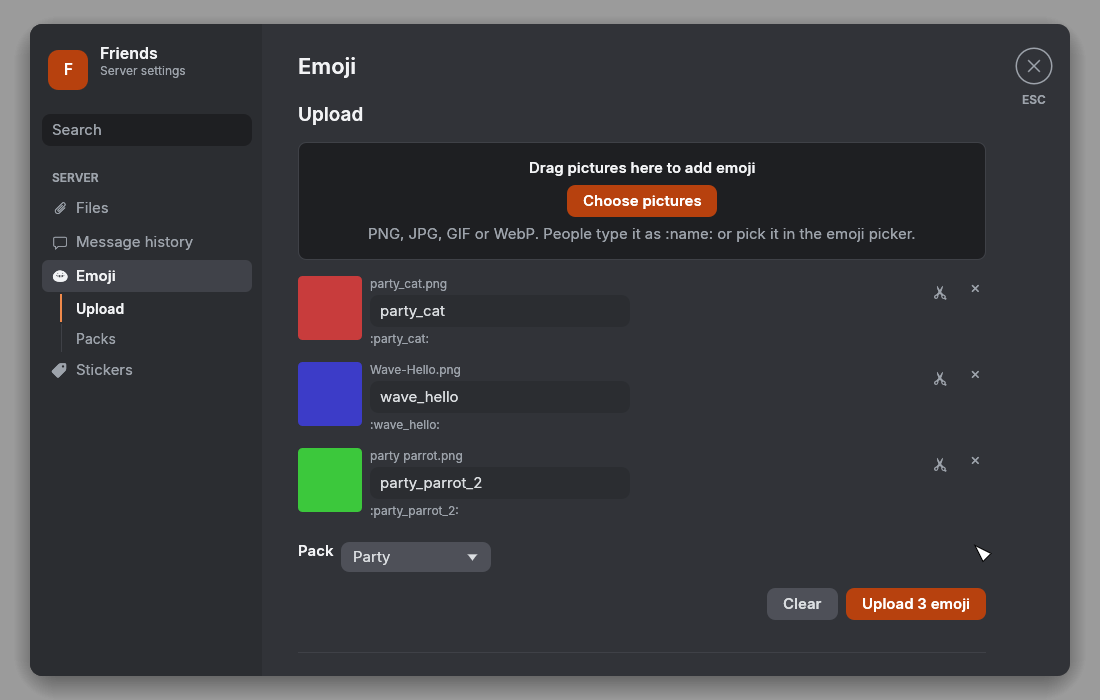 F
Friends
Server settings
Search
SERVER
Files
Message history
Emoji
Upload
Packs
Stickers
Emoji
ESC
Upload
Drag pictures here to add emoji
Choose pictures
PNG, JPG, GIF or WebP. People type it as :name: or pick it in the emoji picker.
party_cat.png
party_cat
:party_cat:
Wave-Hello.png
wave_hello
:wave_hello:
party parrot.png
party_parrot_2
:party_parrot_2:
Pack
Party
Clear
Upload 3 emoji